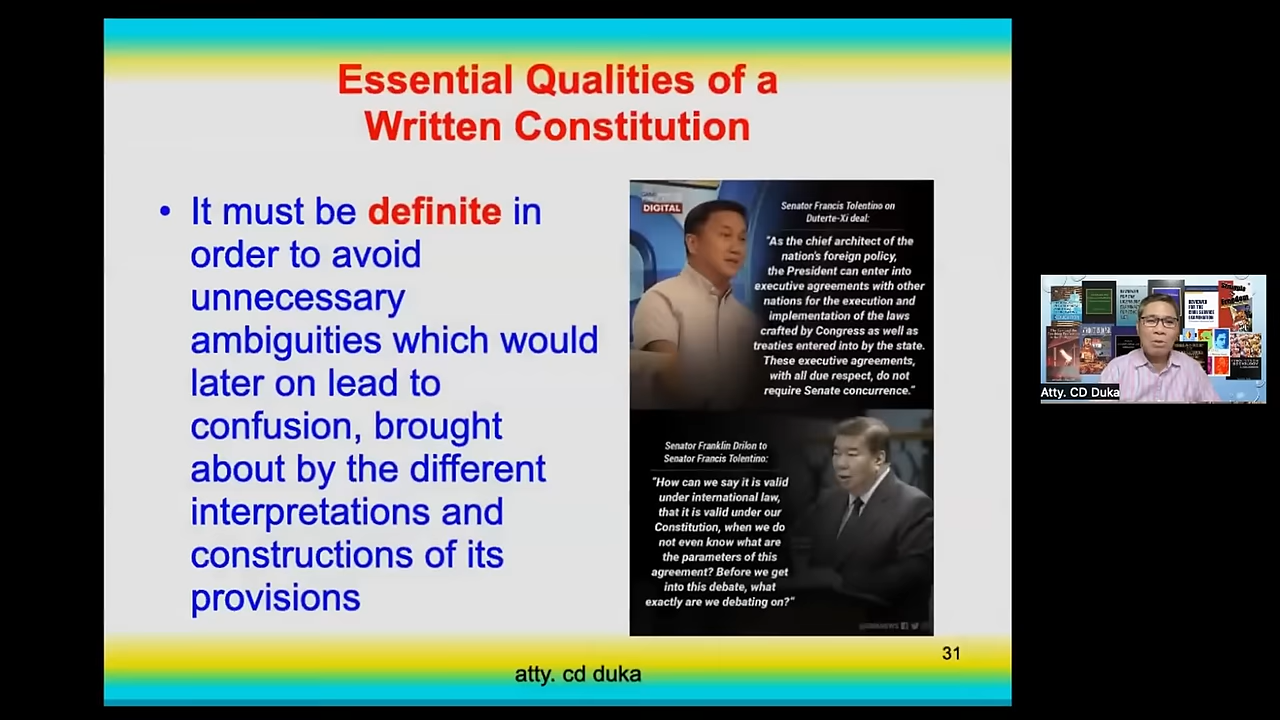 Essential Qualities of a
Written Constitution
• It must be definite in
order to avoid
unnecessary
ambiguities which would
later on lead to
confusion, brought
about by the different
interpretations and
constructions of its
provisions
DIGITAL
Senator Francis Tolentino on
Duterte-Xi deal:
"As the chief architect of the
nation's foreign policy,
the President can enter into
executive agreements with other
nations for the execution and
implementation of the laws
crafted by Congress as well as
treaties entered into by the state.
These executive agreements,
with all due respect, do not
require Senate concurrence."
Senator Franklin Drilon to
Senator Francis Tolentino:
"How can we say it is valid
under international law,
that it is valid under our
Constitution, when we do
not even know what are
the parameters of this
agreement? Before we get
into this debate, what
exactly are we debating on?"
31
atty. cd duka
Atty. CD Duka